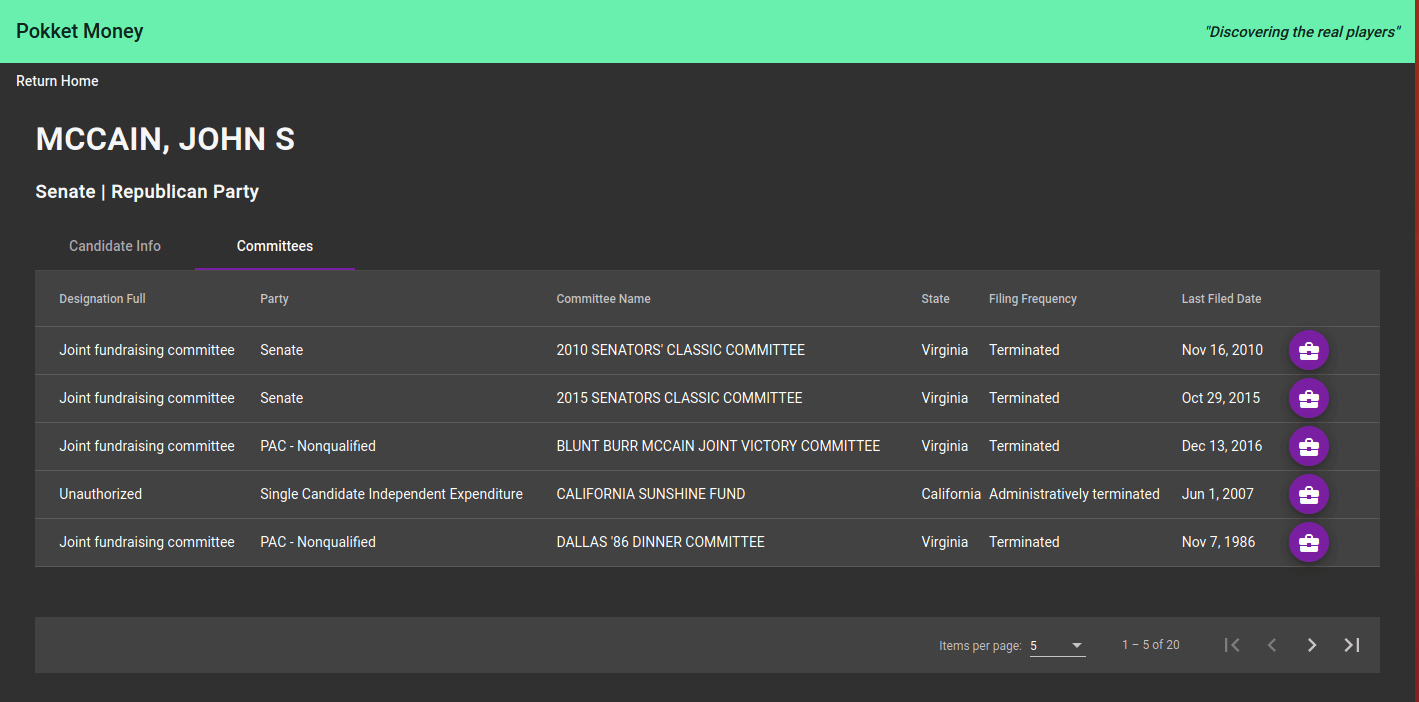 Pokket Money "Discovering the real players"
Return Home
MCCAIN, JOHN S
Senate | Republican Party
Candidate Info Committees
Designation Full Party Committee Name State Filing Frequency Last Filed Date
Joint fundraising committee Senate 2010 SENATORS' CLASSIC COMMITTEE Virginia Terminated Nov 16, 2010
Joint fundraising committee Senate 2015 SENATORS CLASSIC COMMITTEE Virginia Terminated Oct 29, 2015
Joint fundraising committee PAC - Nonqualified BLUNT BURR MCCAIN JOINT VICTORY COMMITTEE Virginia Terminated Dec 13, 2016
Unauthorized Single Candidate Independent Expenditure CALIFORNIA SUNSHINE FUND California Administratively terminated Jun 1, 2007
Joint fundraising committee PAC - Nonqualified DALLAS '86 DINNER COMMITTEE Virginia Terminated Nov 7, 1986
Items per page: 5 1 – 5 of 20